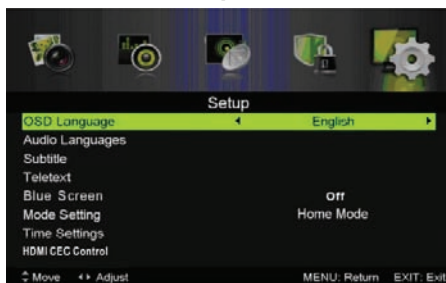 Setup
OSD Language English
Audio Languages
Subtitle
Teletext
Blue Screen Off
Mode Setting Home Mode
Time Settings
HDMI CEC Control
Move Adjust MENU: Return EXIT: Exit